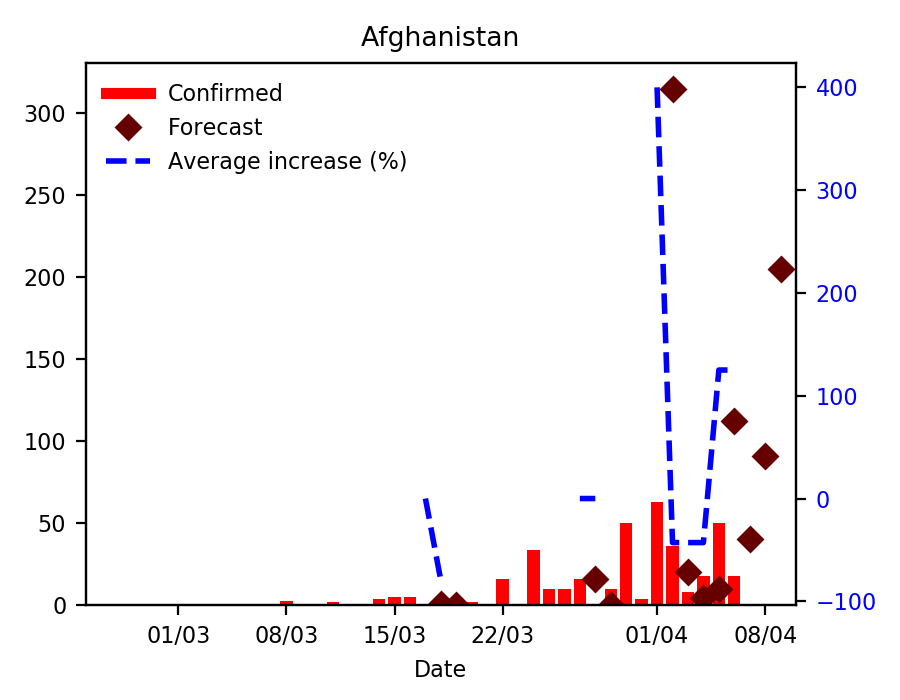 Afghanistan
Confirmed
Forecast
Average increase (%)
300
250
200
150
100
50
0
400
300
200
100
0
−100
01/03 08/03 15/03 22/03 01/04 08/04
Date